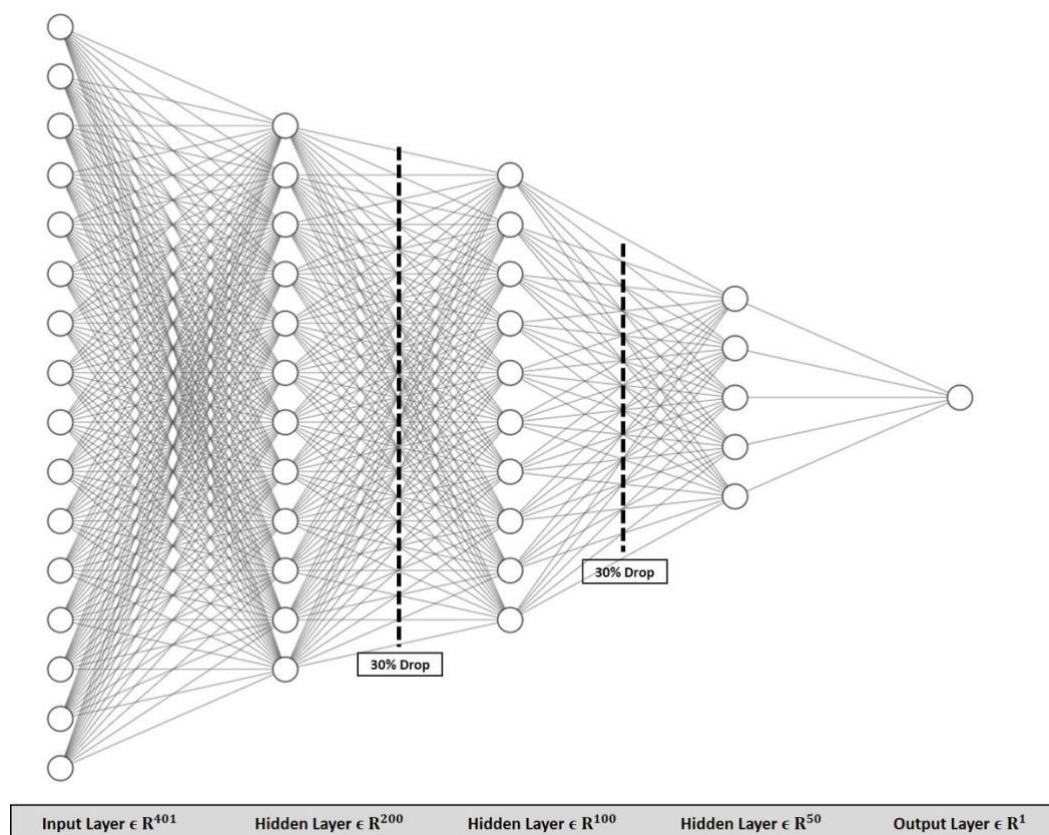 30% Drop
30% Drop
Input Layer ϵ R⁴⁰¹ Hidden Layer ϵ R²⁰⁰ Hidden Layer ϵ R¹⁰⁰ Hidden Layer ϵ R⁵⁰ Output Layer ϵ R¹